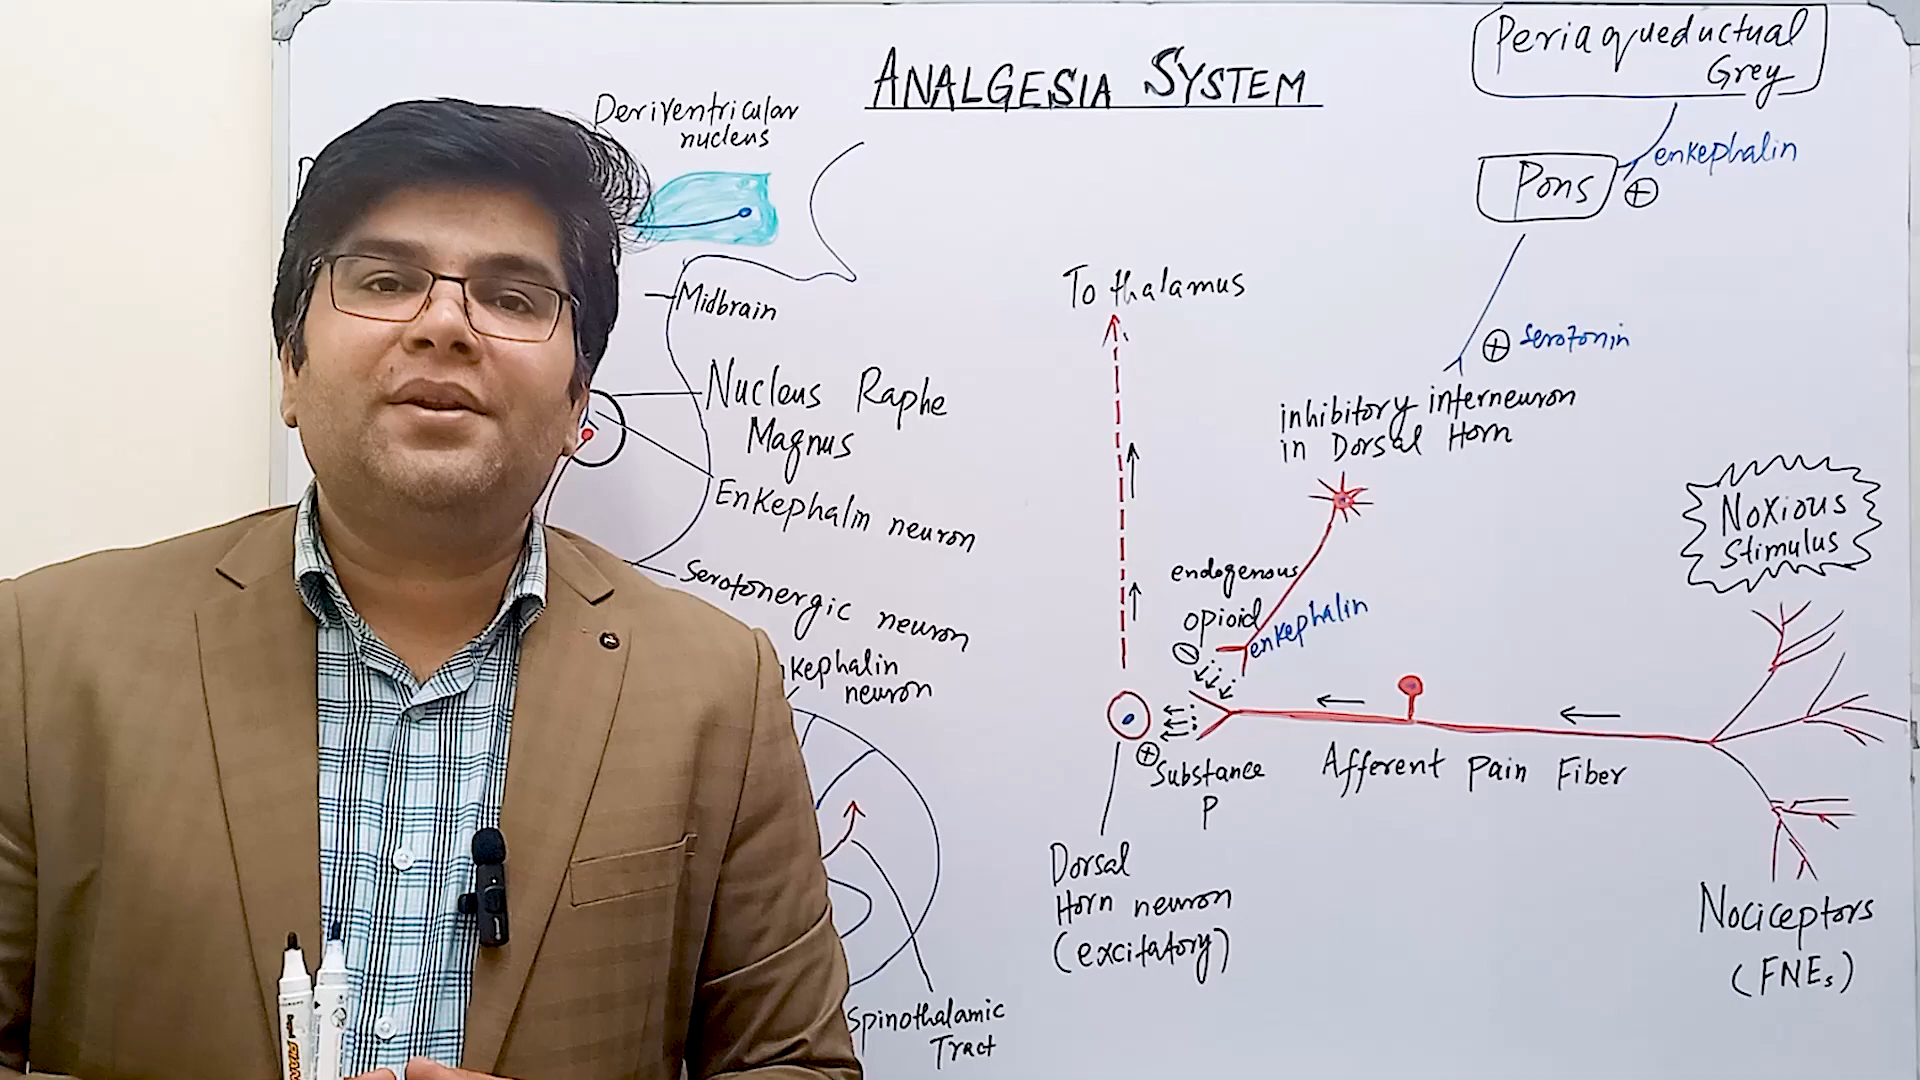 ANALGESIA SYSTEM
Periventricular
nucleus
Midbrain
Nucleus Raphe
Magnus
Enkephalin neuron
Serotonergic neuron
nkephalin
neuron
Spinothalamic
Tract
Periaqueductual
Grey
enkephalin
Pons
+
+ serotonin
inhibitory interneuron
in Dorsal Horn
To thalamus
endogenous
opioid
enkephalin
-
+
Substance
P
Afferent Pain Fiber
Dorsal
Horn neuron
(excitatory)
Noxious
Stimulus
Nociceptors
(FNEs)